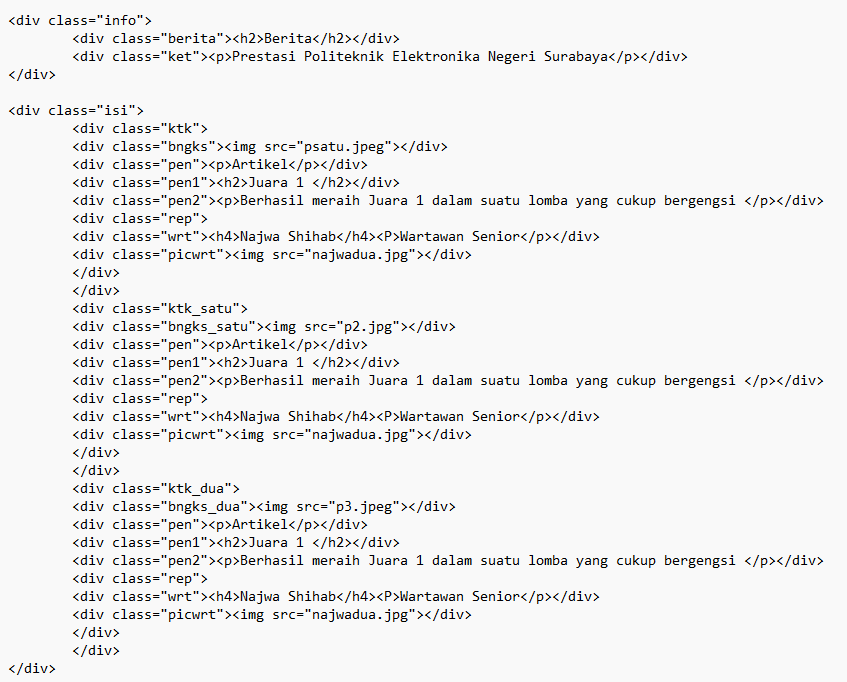 <div class="info">
<div class="berita"><h2>Berita</h2></div>
<div class="ket"><p>Prestasi Politeknik Elektronika Negeri Surabaya</p></div>
</div>
<div class="isi">
<div class="ktk">
<div class="bngks"><img src="psatu.jpeg"></div>
<div class="pen"><p>Artikel</p></div>
<div class="pen1"><h2>Juara 1 </h2></div>
<div class="pen2"><p>Berhasil meraih Juara 1 dalam suatu lomba yang cukup bergengsi </p></div>
<div class="rep">
<div class="wrt"><h4>Najwa Shihab</h4><P>Wartawan Senior</p></div>
<div class="picwrt"><img src="najwadua.jpg"></div>
</div>
</div>
<div class="ktk_satu">
<div class="bngks_satu"><img src="p2.jpg"></div>
<div class="pen"><p>Artikel</p></div>
<div class="pen1"><h2>Juara 1 </h2></div>
<div class="pen2"><p>Berhasil meraih Juara 1 dalam suatu lomba yang cukup bergengsi </p></div>
<div class="rep">
<div class="wrt"><h4>Najwa Shihab</h4><P>Wartawan Senior</p></div>
<div class="picwrt"><img src="najwadua.jpg"></div>
</div>
</div>
<div class="ktk_dua">
<div class="bngks_dua"><img src="p3.jpeg"></div>
<div class="pen"><p>Artikel</p></div>
<div class="pen1"><h2>Juara 1 </h2></div>
<div class="pen2"><p>Berhasil meraih Juara 1 dalam suatu lomba yang cukup bergengsi </p></div>
<div class="rep">
<div class="wrt"><h4>Najwa Shihab</h4><P>Wartawan Senior</p></div>
<div class="picwrt"><img src="najwadua.jpg"></div>
</div>
</div>
</div>